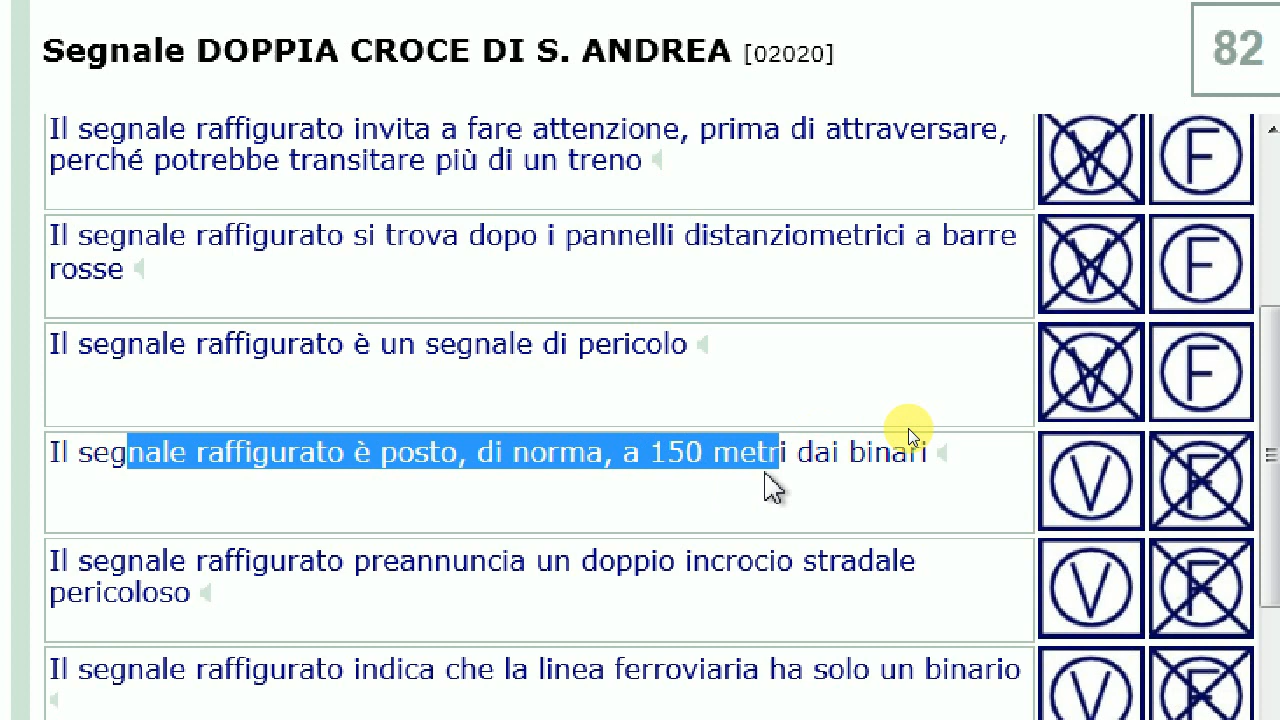 Segnale DOPPIA CROCE DI S. ANDREA [02020]
82
Il segnale raffigurato invita a fare attenzione, prima di attraversare,
perché potrebbe transitare più di un treno
V F
Il segnale raffigurato si trova dopo i pannelli distanziometrici a barre
rosse
V F
Il segnale raffigurato è un segnale di pericolo
V F
Il segnale raffigurato è posto, di norma, a 150 metri dai binari
V F
Il segnale raffigurato preannuncia un doppio incrocio stradale
pericoloso
V F
Il segnale raffigurato indica che la linea ferroviaria ha solo un binario
V F